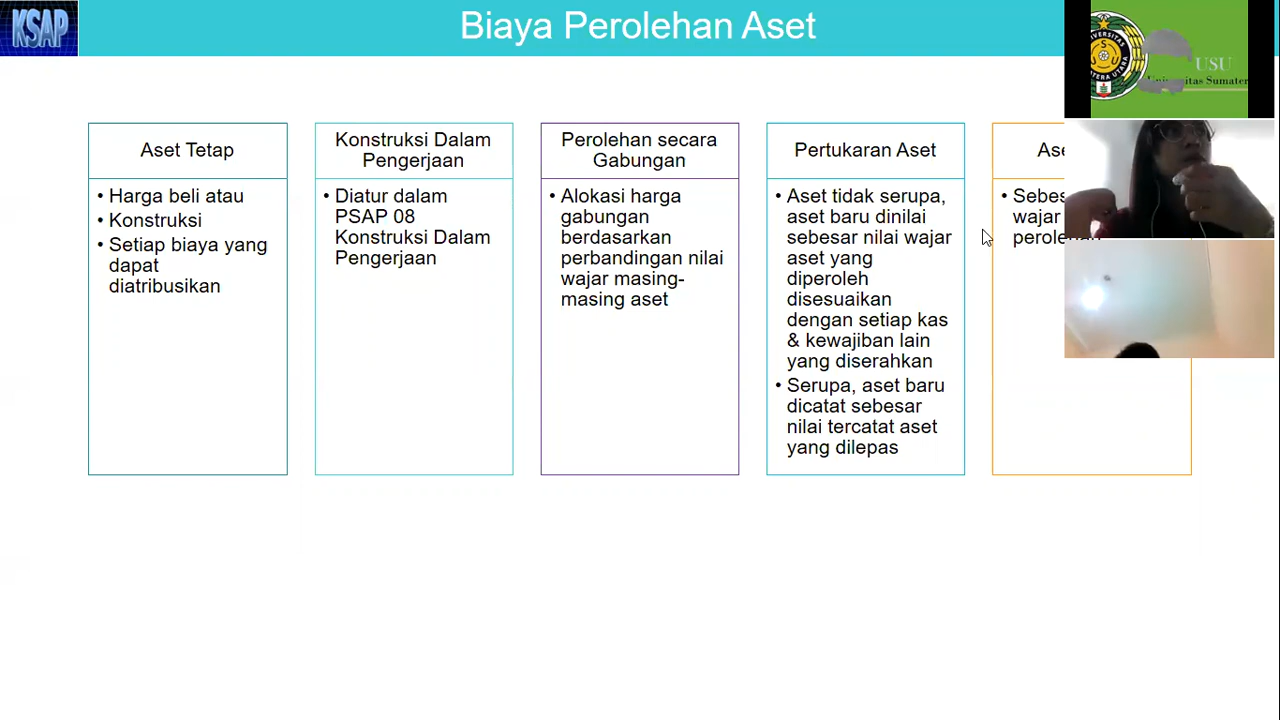 KSAP
Biaya Perolehan Aset
Aset Tetap
• Harga beli atau
• Konstruksi
• Setiap biaya yang
dapat
diatribusikan
Konstruksi Dalam
Pengerjaan
• Diatur dalam
PSAP 08
Konstruksi Dalam
Pengerjaan
Perolehan secara
Gabungan
• Alokasi harga
gabungan
berdasarkan
perbandingan nilai
wajar masing-
masing aset
Pertukaran Aset
• Aset tidak serupa,
aset baru dinilai
sebesar nilai wajar
aset yang
diperoleh
disesuaikan
dengan setiap kas
& kewajiban lain
yang diserahkan
• Serupa, aset baru
dicatat sebesar
nilai tercatat aset
yang dilepas
wajar
USU